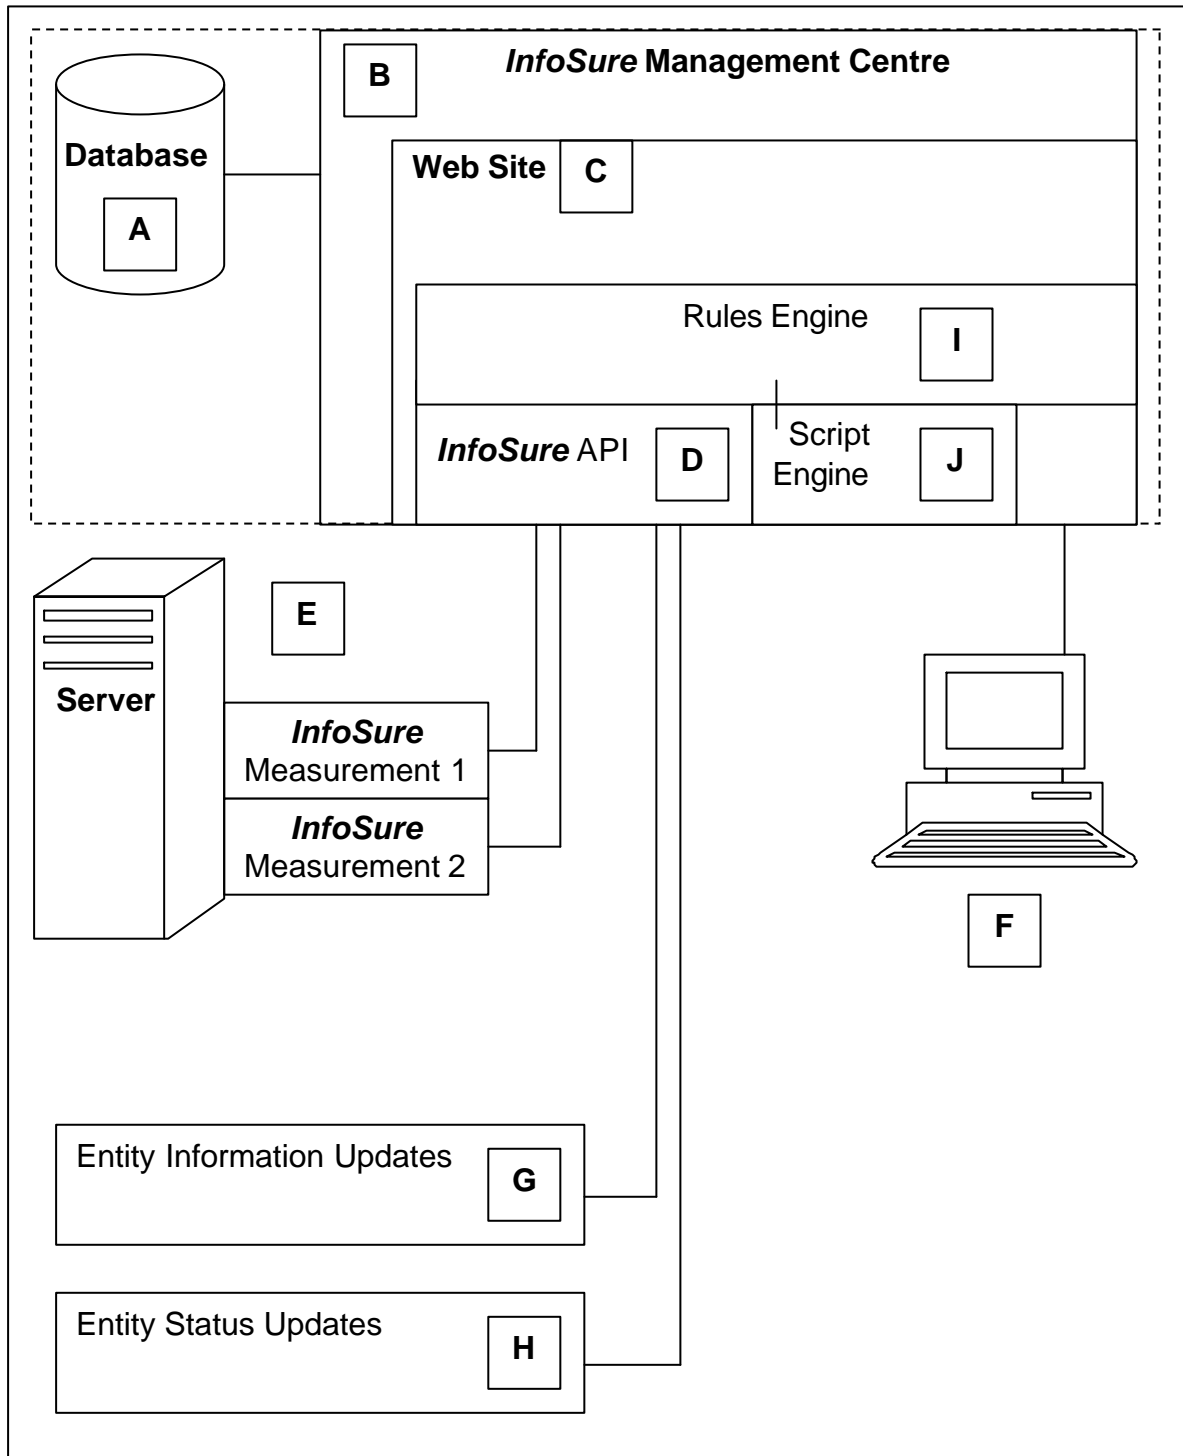 InfoSure Management Centre
B
Database
A
Web Site
C
Rules Engine
I
InfoSure API
D
Script
Engine
J
E
Server
InfoSure
Measurement 1
InfoSure
Measurement 2
F
Entity Information Updates
G
Entity Status Updates
H